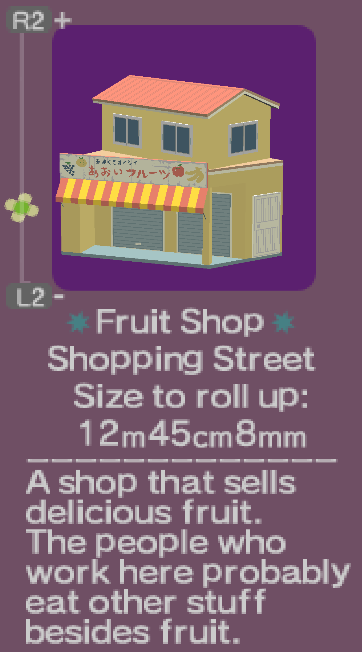 R2 +
あおいフルーツ
L2 -
Fruit Shop
Shopping Street
Size to roll up:
12m45cm8mm
A shop that sells
delicious fruit.
The people who
work here probably
eat other stuff
besides fruit.